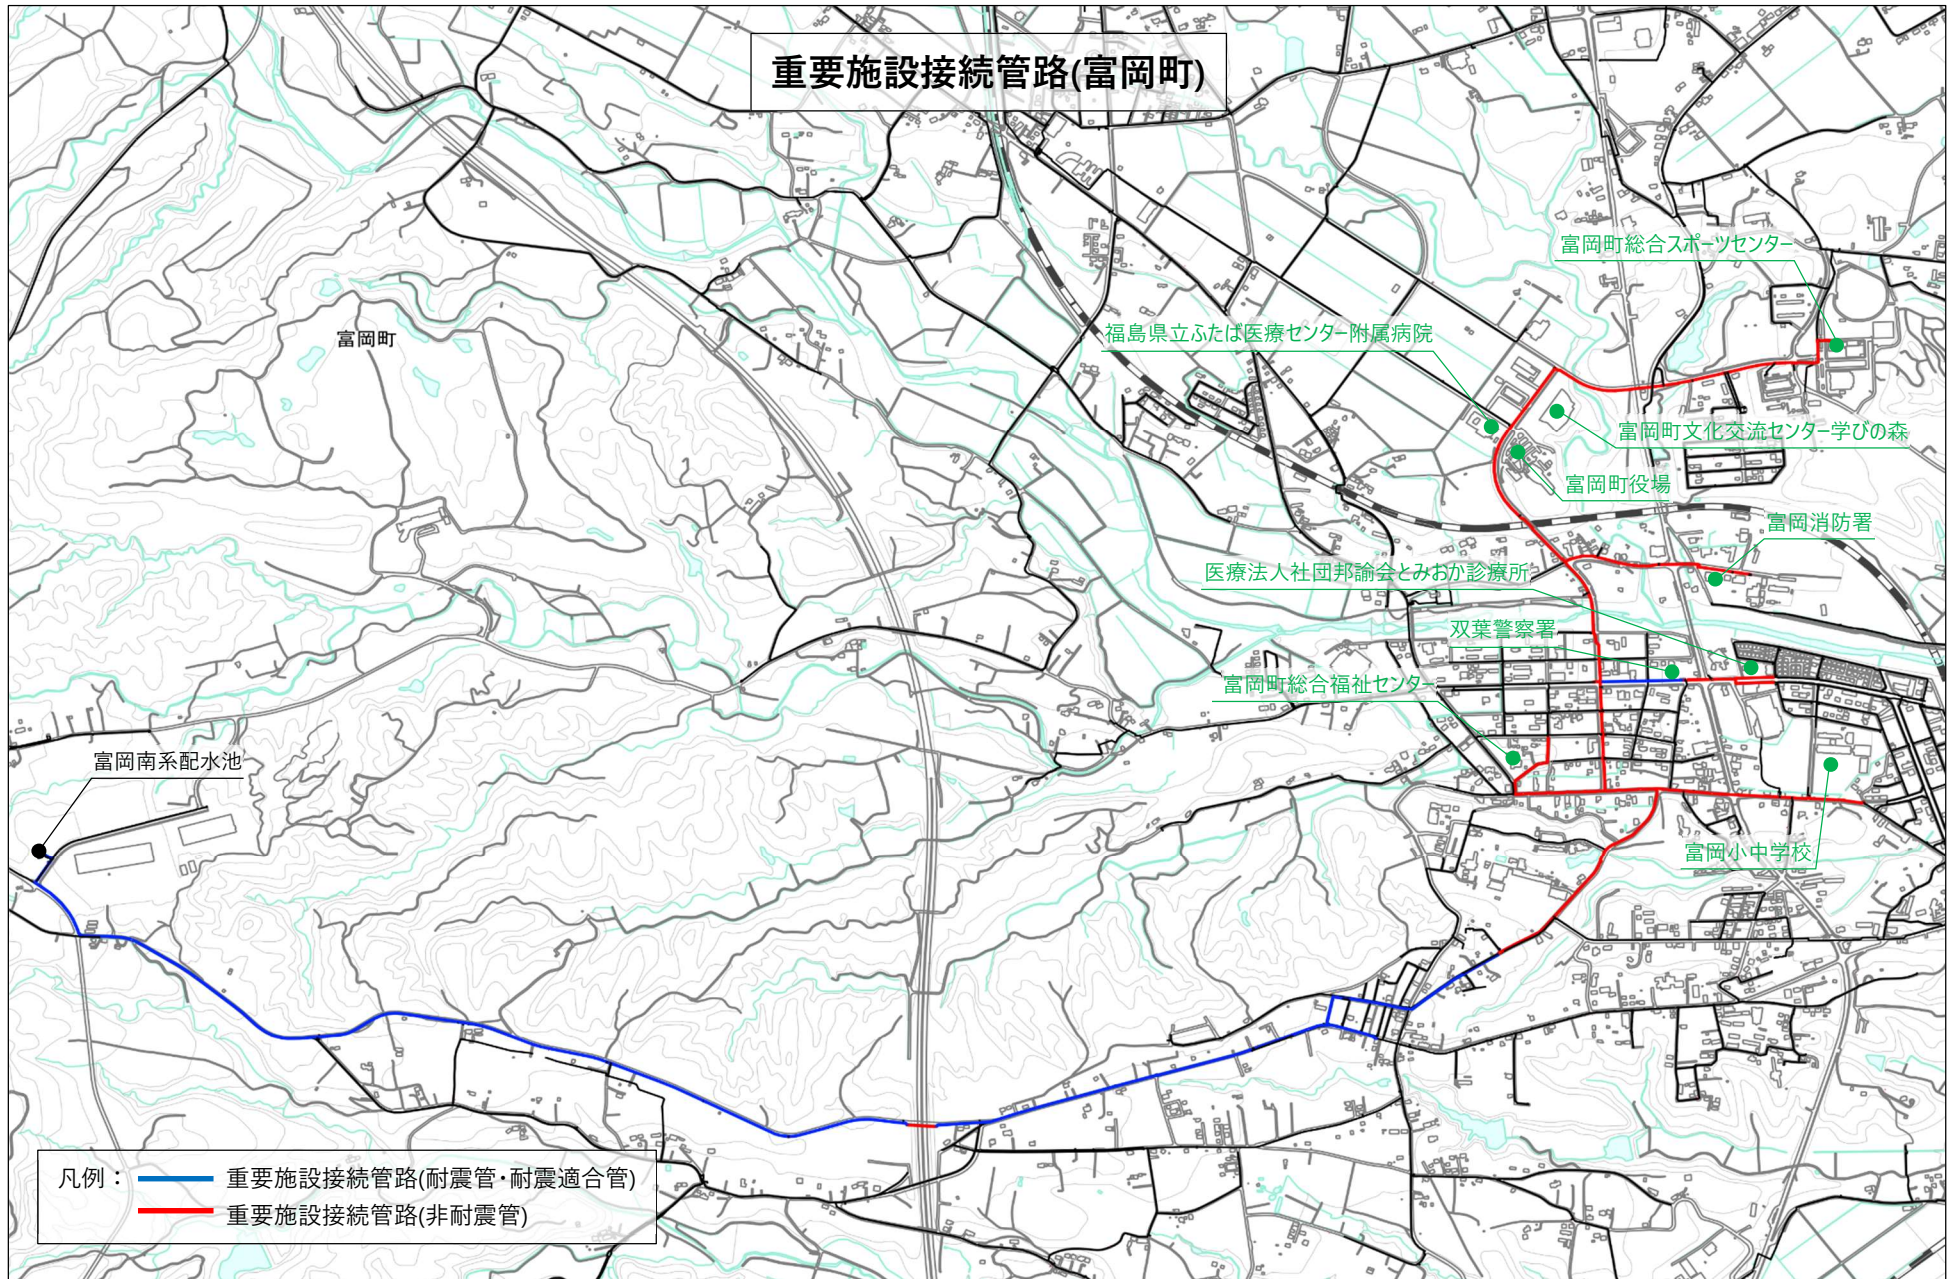 重要施設接続管路(富岡町)
富岡町総合スポーツセンター
福島県立ふたば医療センター附属病院
富岡町
富岡町文化交流センター学びの森
富岡町役場
富岡消防署
医療法人社団邦諭会とみおか診療所
双葉警察署
富岡町総合福祉センター
富岡南系配水池
富岡小中学校
凡例：
重要施設接続管路(耐震管・耐震適合管)
重要施設接続管路(非耐震管)